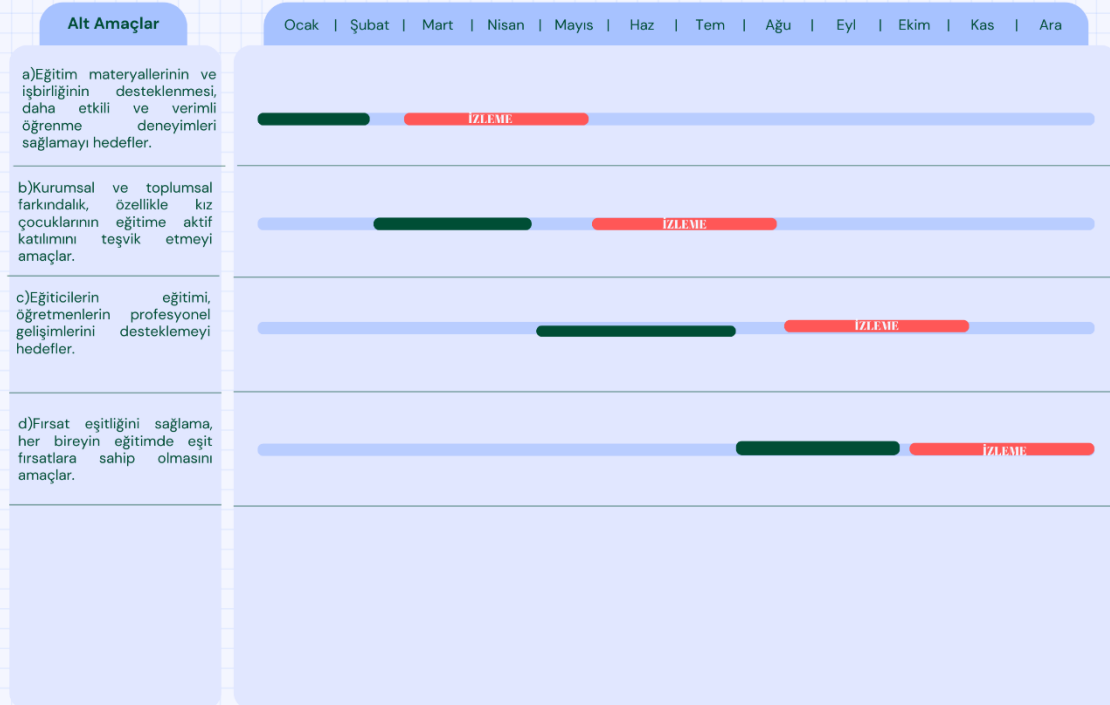 Alt Amaçlar
Ocak | Şubat | Mart | Nisan | Mayıs | Haz | Tem | Ağu | Eyl | Ekim | Kas | Ara
a)Eğitim materyallerinin ve
işbirliğinin desteklenmesi,
daha etkili ve verimli
öğrenme deneyimleri
sağlamayı hedefler.
İZLEME
b)Kurumsal ve toplumsal
farkındalık, özellikle kız
çocuklarının eğitime aktif
katılımını teşvik etmeyi
amaçlar.
İZLEME
c)Eğiticilerin eğitimi,
öğretmenlerin profesyonel
gelişimlerini desteklemeyi
hedefler.
İZLEME
d)Fırsat eşitliğini sağlama,
her bireyin eğitimde eşit
fırsatlara sahip olmasını
amaçlar.
İZLEME